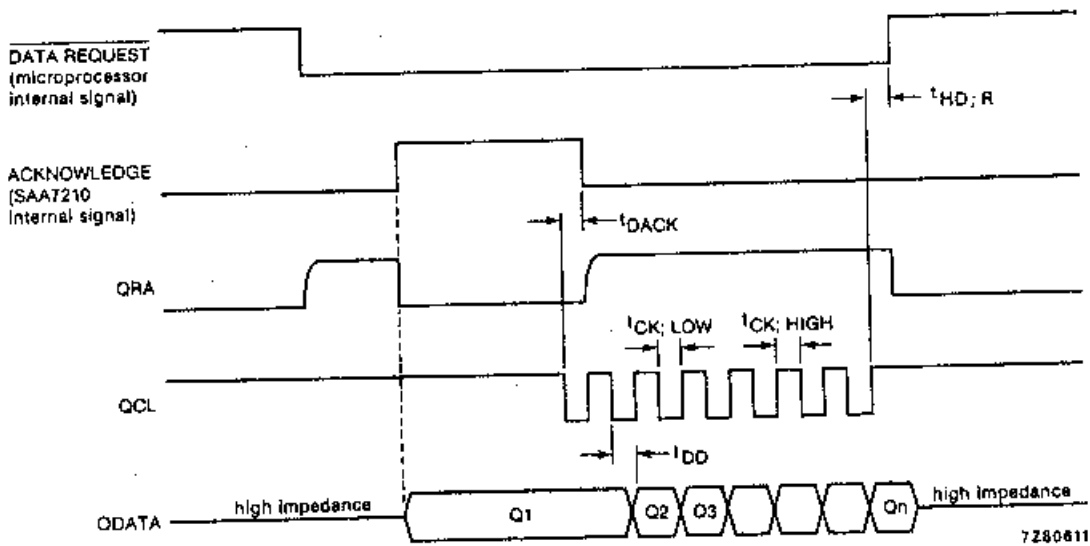 DATA REQUEST
(microprocessor
internal signal)
tHD; R
ACKNOWLEDGE
(SAA7210
internal signal)
tDACK
QRA
tCK; LOW
tCK; HIGH
QCL
tDD
high impedance
Q1
Q2
Q3
Qn
high impedance
QDATA
7Z80611